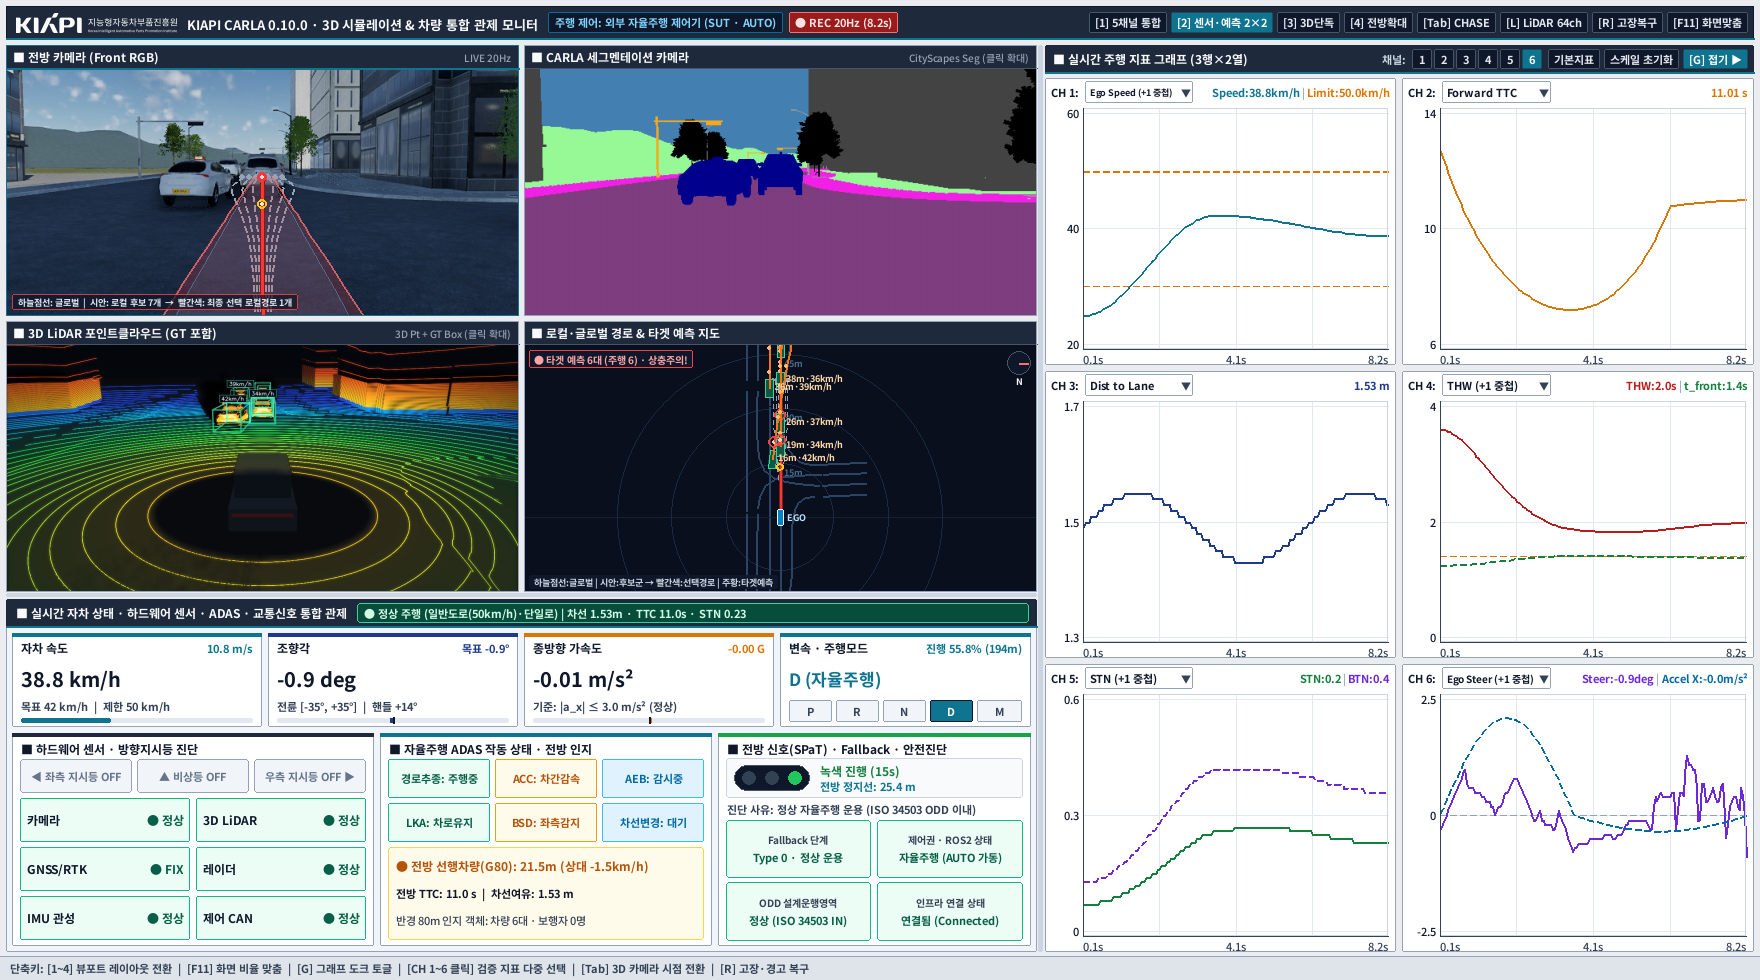 KIAPI 지능형자동차부품진흥원 KIAPI CARLA 0.10.0 · 3D 시뮬레이션 & 차량 통합 관제 모니터 주행 제어: 외부 자율주행 제어기 (SUT · AUTO) ● REC 20Hz (8.2s) [1] 5채널 통합 [2] 센서·예측 2×2 [3] 3D단독 [4] 전방확대 [Tab] CHASE [L] LiDAR 64ch [R] 고장복구 [F11] 화면맞춤
■ 전방 카메라 (Front RGB) LIVE 20Hz
하늘점선: 글로벌 | 시안: 로컬 후보 7개 → 빨간색: 최종 선택 로컬경로 1개
■ CARLA 세그멘테이션 카메라 CityScapes Seg (클릭 확대)
■ 3D LiDAR 포인트클라우드 (GT 포함) 3D Pt + GT Box (클릭 확대)
39km/h
42km/h 34km/h
■ 로컬·글로벌 경로 & 타겟 예측 지도
● 타겟 예측 6대 (주행 6) · 상충주의!
N
38m·36km/h
39km/h
26m·37km/h
19m·34km/h
16m·42km/h
15m
EGO
하늘점선:글로벌 | 시안:후보군 → 빨간색:선택경로 | 주황:타겟예측
■ 실시간 주행 지표 그래프 (3행×2열) 채널: 1 2 3 4 5 6 기본지표 스케일 초기화 [G] 접기 ▶
CH 1: Ego Speed (+1 중첩) ▼ Speed:38.8km/h | Limit:50.0km/h
60
40
20
0.1s 4.1s 8.2s
CH 2: Forward TTC ▼ 11.01 s
14
10
6
0.1s 4.1s 8.2s
CH 3: Dist to Lane ▼ 1.53 m
1.7
1.5
1.3
0.1s 4.1s 8.2s
CH 4: THW (+1 중첩) ▼ THW:2.0s | t_front:1.4s
4
2
0
0.1s 4.1s 8.2s
CH 5: STN (+1 중첩) ▼ STN:0.2 | BTN:0.4
0.6
0.3
0
0.1s 4.1s 8.2s
CH 6: Ego Steer (+1 중첩) ▼ Steer:-0.9deg | Accel X:-0.0m/s²
2.5
0
-2.5
0.1s 4.1s 8.2s
■ 실시간 자차 상태 · 하드웨어 센서 · ADAS · 교통신호 통합 관제 ● 정상 주행 (일반도로(50km/h)·단일로) | 차선 1.53m · TTC 11.0s · STN 0.23
자차 속도 10.8 m/s
38.8 km/h
목표 42 km/h | 제한 50 km/h
조향각 목표 -0.9°
-0.9 deg
전륜 [-35°, +35°] | 핸들 +14°
종방향 가속도 -0.00 G
-0.01 m/s²
기준: |a_x| ≤ 3.0 m/s² (정상)
변속 · 주행모드 진행 55.8% (194m)
D (자율주행)
P R N D M
■ 하드웨어 센서 · 방향지시등 진단
◀ 좌측 지시등 OFF ▲ 비상등 OFF 우측 지시등 OFF ▶
카메라 ● 정상 3D LiDAR ● 정상
GNSS/RTK ● FIX 레이더 ● 정상
IMU 관성 ● 정상 제어 CAN ● 정상
■ 자율주행 ADAS 작동 상태 · 전방 인지
경로추종: 주행중 ACC: 차간감속 AEB: 감시중
LKA: 차로유지 BSD: 좌측감지 차선변경: 대기
● 전방 선행차량(G80): 21.5m (상대 -1.5km/h)
전방 TTC: 11.0 s | 차선여유: 1.53 m
반경 80m 인지 객체: 차량 6대 · 보행자 0명
■ 전방 신호(SPaT) · Fallback · 안전진단
녹색 진행 (15s)
전방 정지선: 25.4 m
진단 사유: 정상 자율주행 운용 (ISO 34503 ODD 이내)
Fallback 단계 제어권 · ROS2 상태
Type 0 · 정상 운용 자율주행 (AUTO 가동)
ODD 설계운행영역 인프라 연결 상태
정상 (ISO 34503 IN) 연결됨 (Connected)
단축키: [1~4] 뷰포트 레이아웃 전환 | [F11] 화면 비율 맞춤 | [G] 그래프 도크 토글 | [CH 1~6 클릭] 검증 지표 다중 선택 | [Tab] 3D 카메라 시점 전환 | [R] 고장·경고 복구